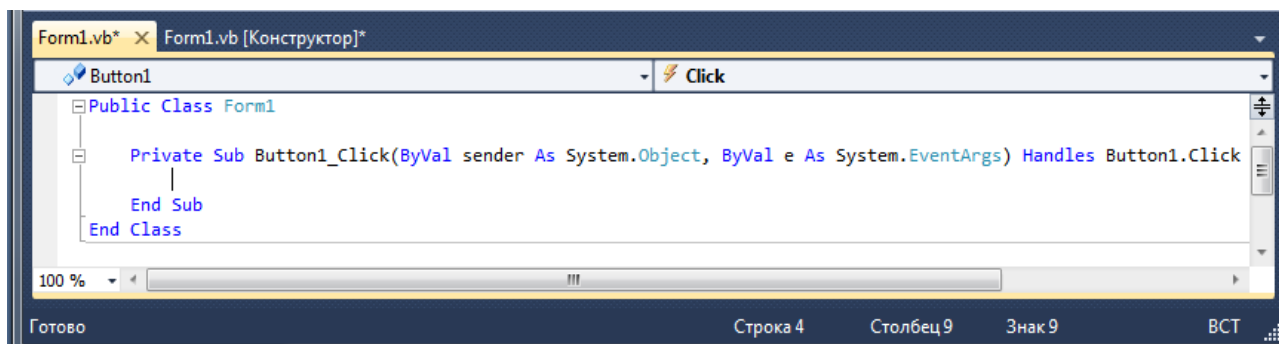 Form1.vb* Form1.vb [Конструктор]*
Button1 Click
Public Class Form1
Private Sub Button1_Click(ByVal sender As System.Object, ByVal e As System.EventArgs) Handles Button1.Click
End Sub
End Class
100 %
Готово Строка 4 Столбец 9 Знак 9 ВСТ